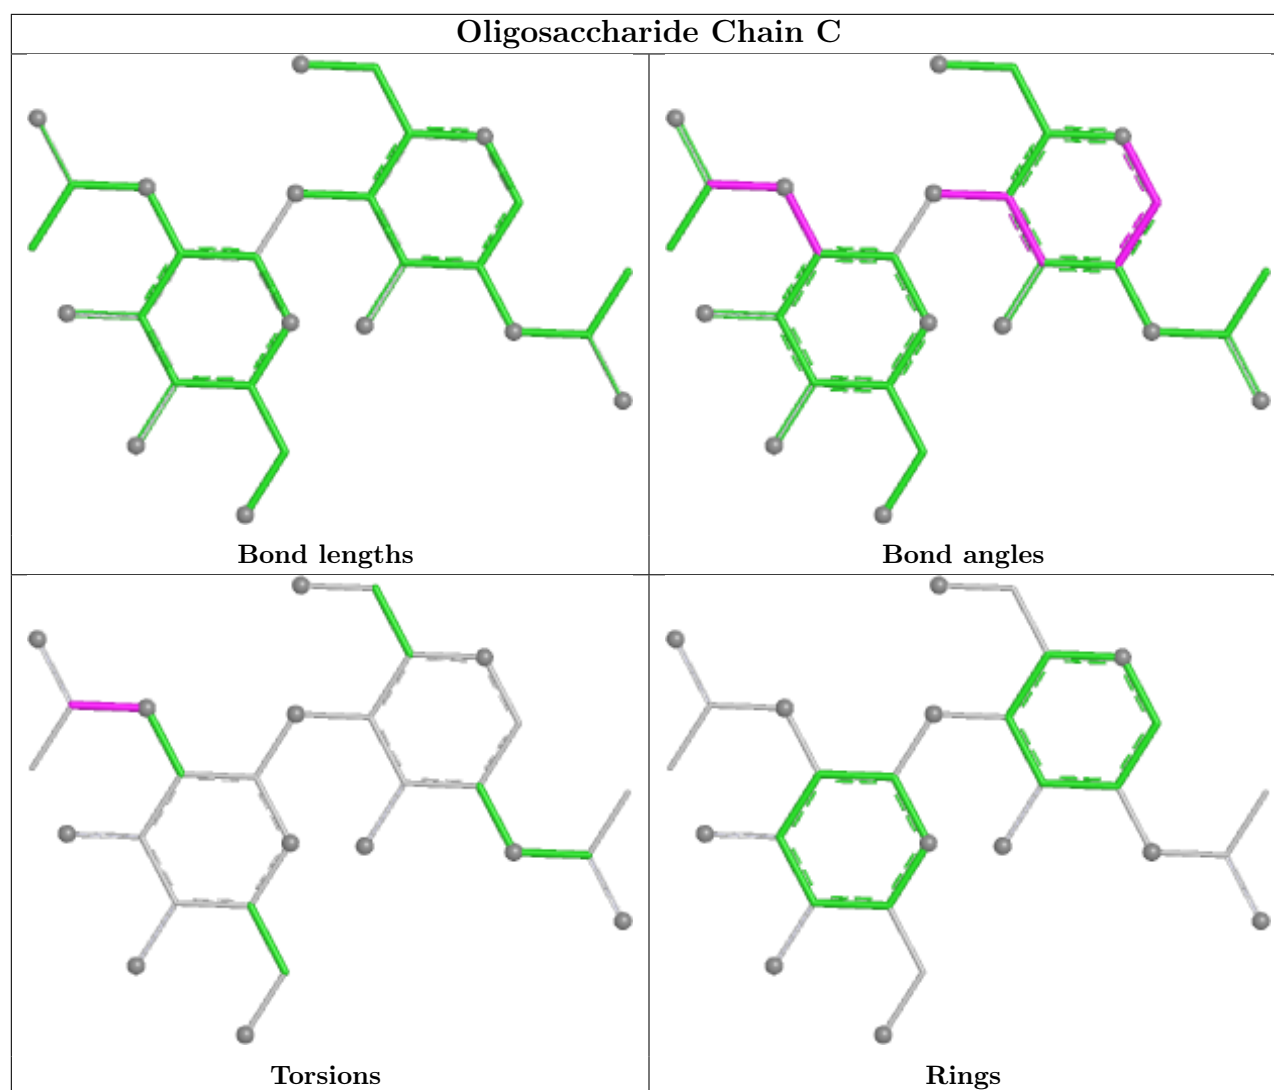 Oligosaccharide Chain C
Bond lengths
Bond angles
Torsions
Rings